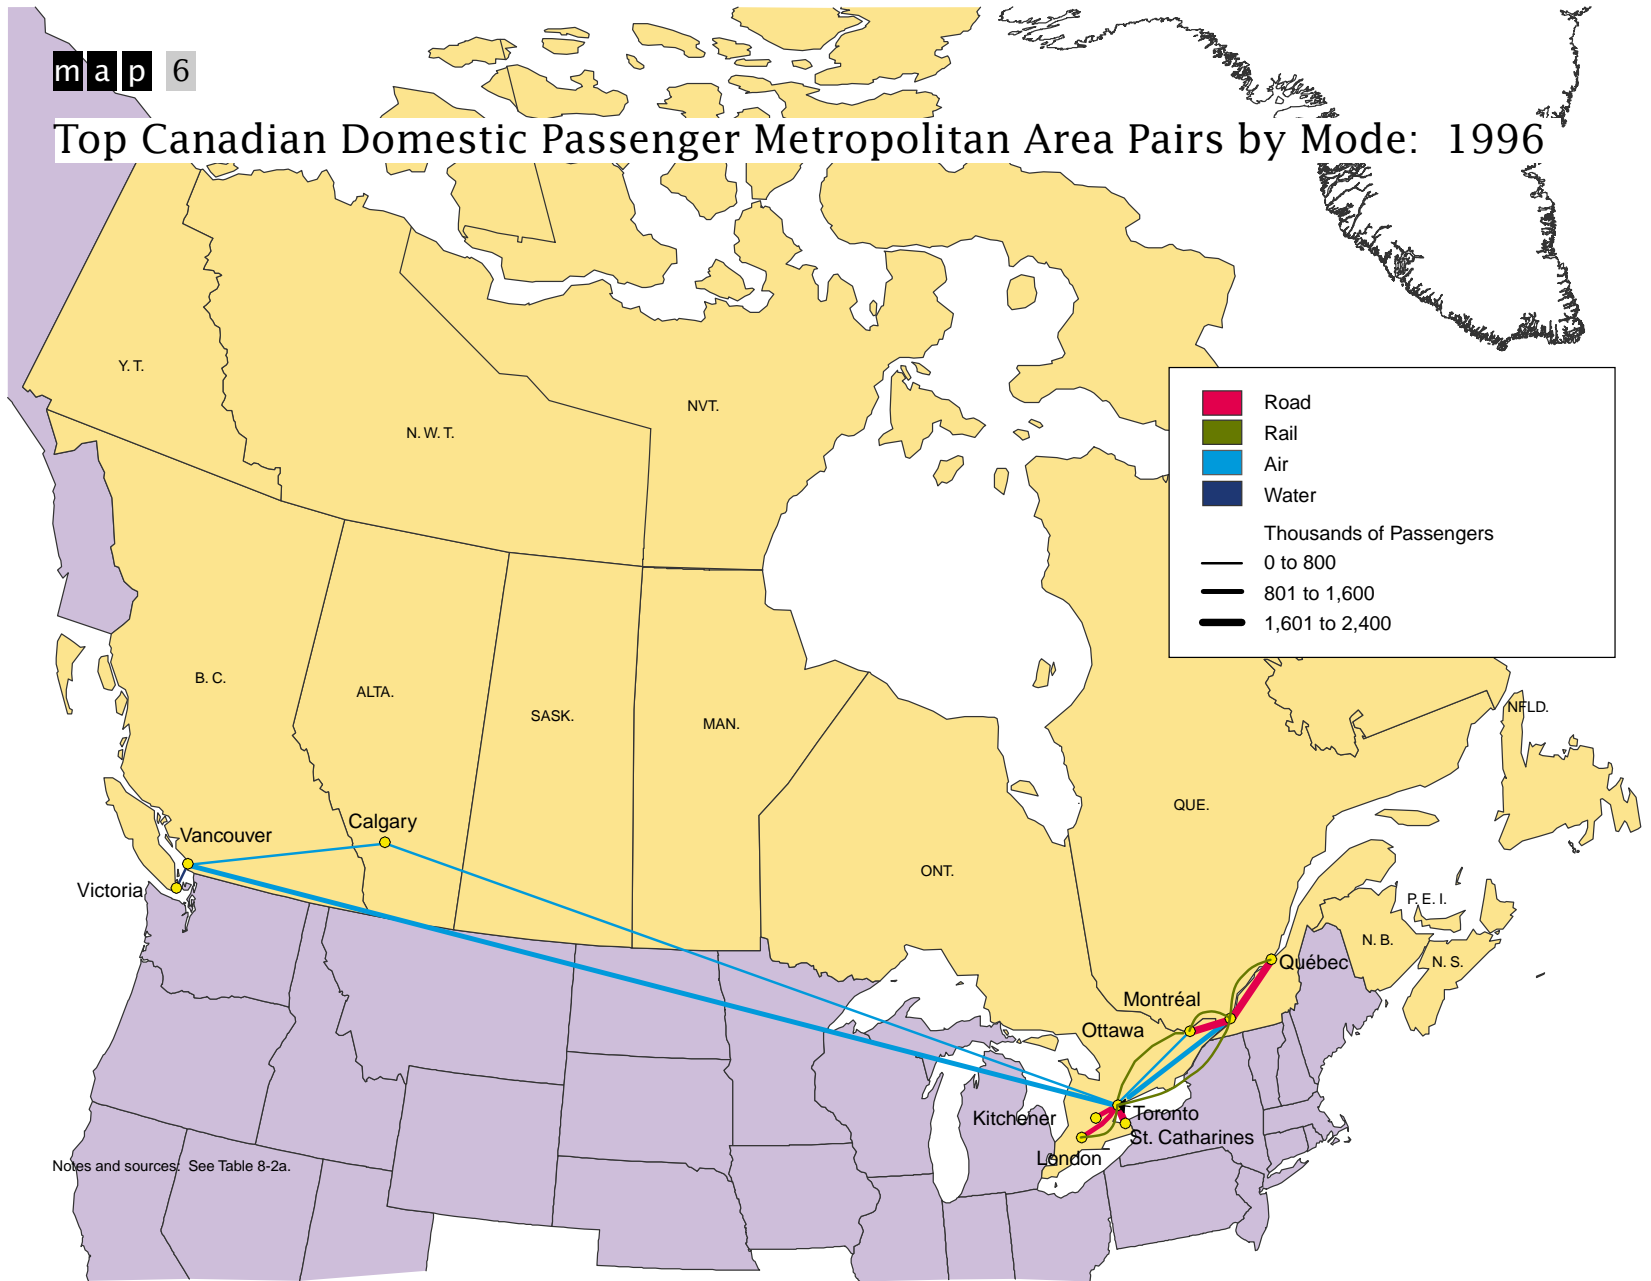 map 6
Top Canadian Domestic Passenger Metropolitan Area Pairs by Mode: 1996
Y. T.
N. W. T.
NVT.
Road
Rail
Air
Water
Thousands of Passengers
0 to 800
801 to 1,600
1,601 to 2,400
B. C.
ALTA.
SASK.
MAN.
NFLD.
QUE.
ONT.
Vancouver
Calgary
Victoria
P. E. I.
N. B.
N. S.
Québec
Montréal
Ottawa
Kitchener
Toronto
St. Catharines
London
Notes and sources: See Table 8-2a.